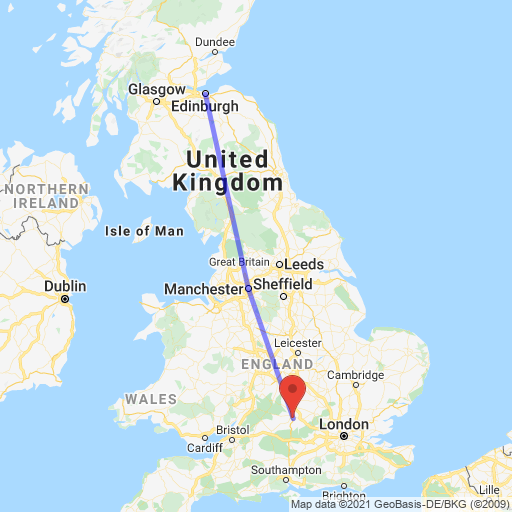 Dundee
Glasgow
Edinburgh
United
Kingdom
NORTHERN
IRELAND
Isle of Man
Great Britain
Leeds
Dublin
Manchester
Sheffield
Leicester
ENGLAND
Cambridge
WALES
Bristol
London
Cardiff
Southampton
Brighton
Lille
Map data ©2021 GeoBasis-DE/BKG (©2009)